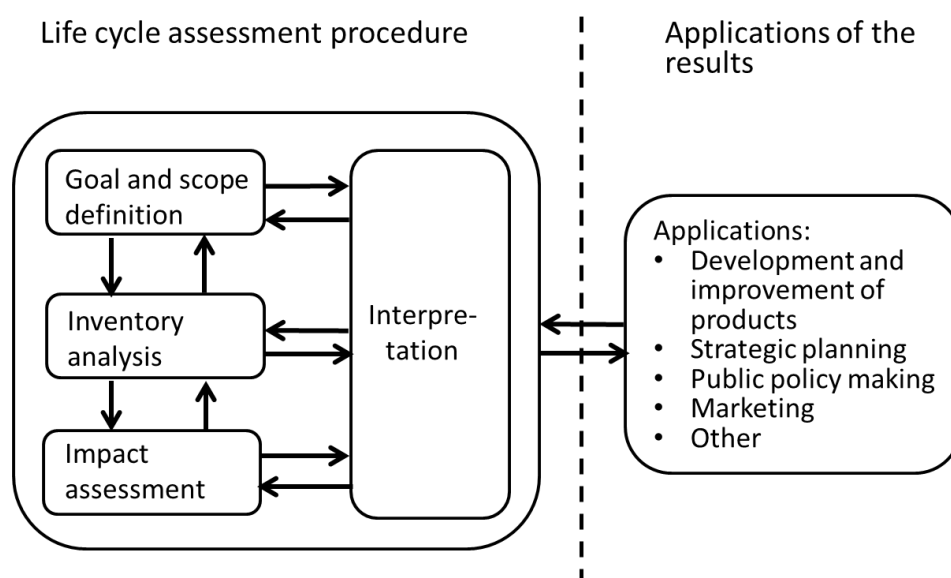 Life cycle assessment procedure
Applications of the
results
Goal and scope
definition
Inventory
analysis
Impact
assessment
Interpre-
tation
Applications:
• Development and
improvement of
products
• Strategic planning
• Public policy making
• Marketing
• Other